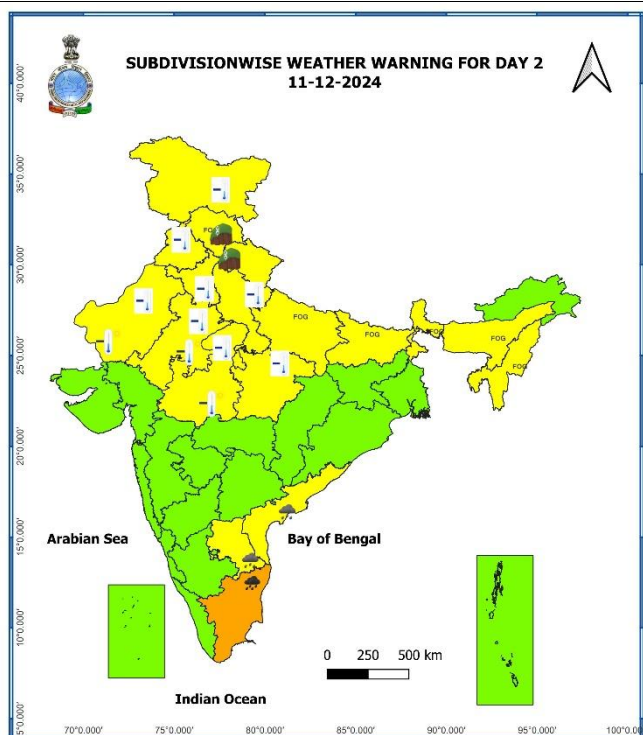 SUBDIVISIONWISE WEATHER WARNING FOR DAY 2
11-12-2024
40°0.000'
35°0.000'
30°0.000'
25°0.000'
20°0.000'
15°0.000'
10°0.000'
5°0.000'
FOG
FOG
FOG
FOG
FOG
Arabian Sea
Bay of Bengal
0 250 500 km
Indian Ocean
70°0.000' 75°0.000' 80°0.000' 85°0.000' 90°0.000' 95°0.000' 100°0.00